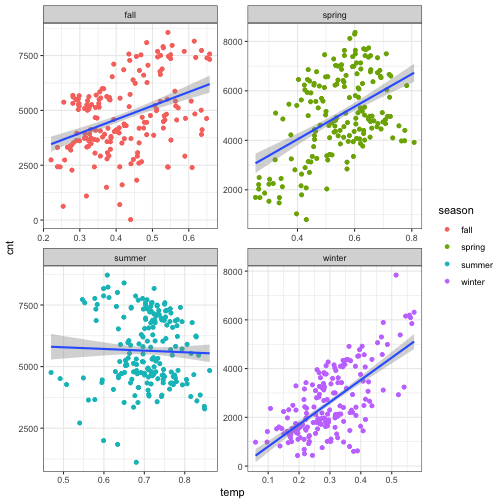 fall
spring
7500
5000
2500
0
0.2 0.3 0.4 0.5 0.6
8000
6000
4000
2000
0.4 0.6 0.8
summer
winter
7500
5000
2500
0.5 0.6 0.7 0.8
8000
6000
4000
2000
0
0.1 0.2 0.3 0.4 0.5
cnt
temp
season
fall
spring
summer
winter